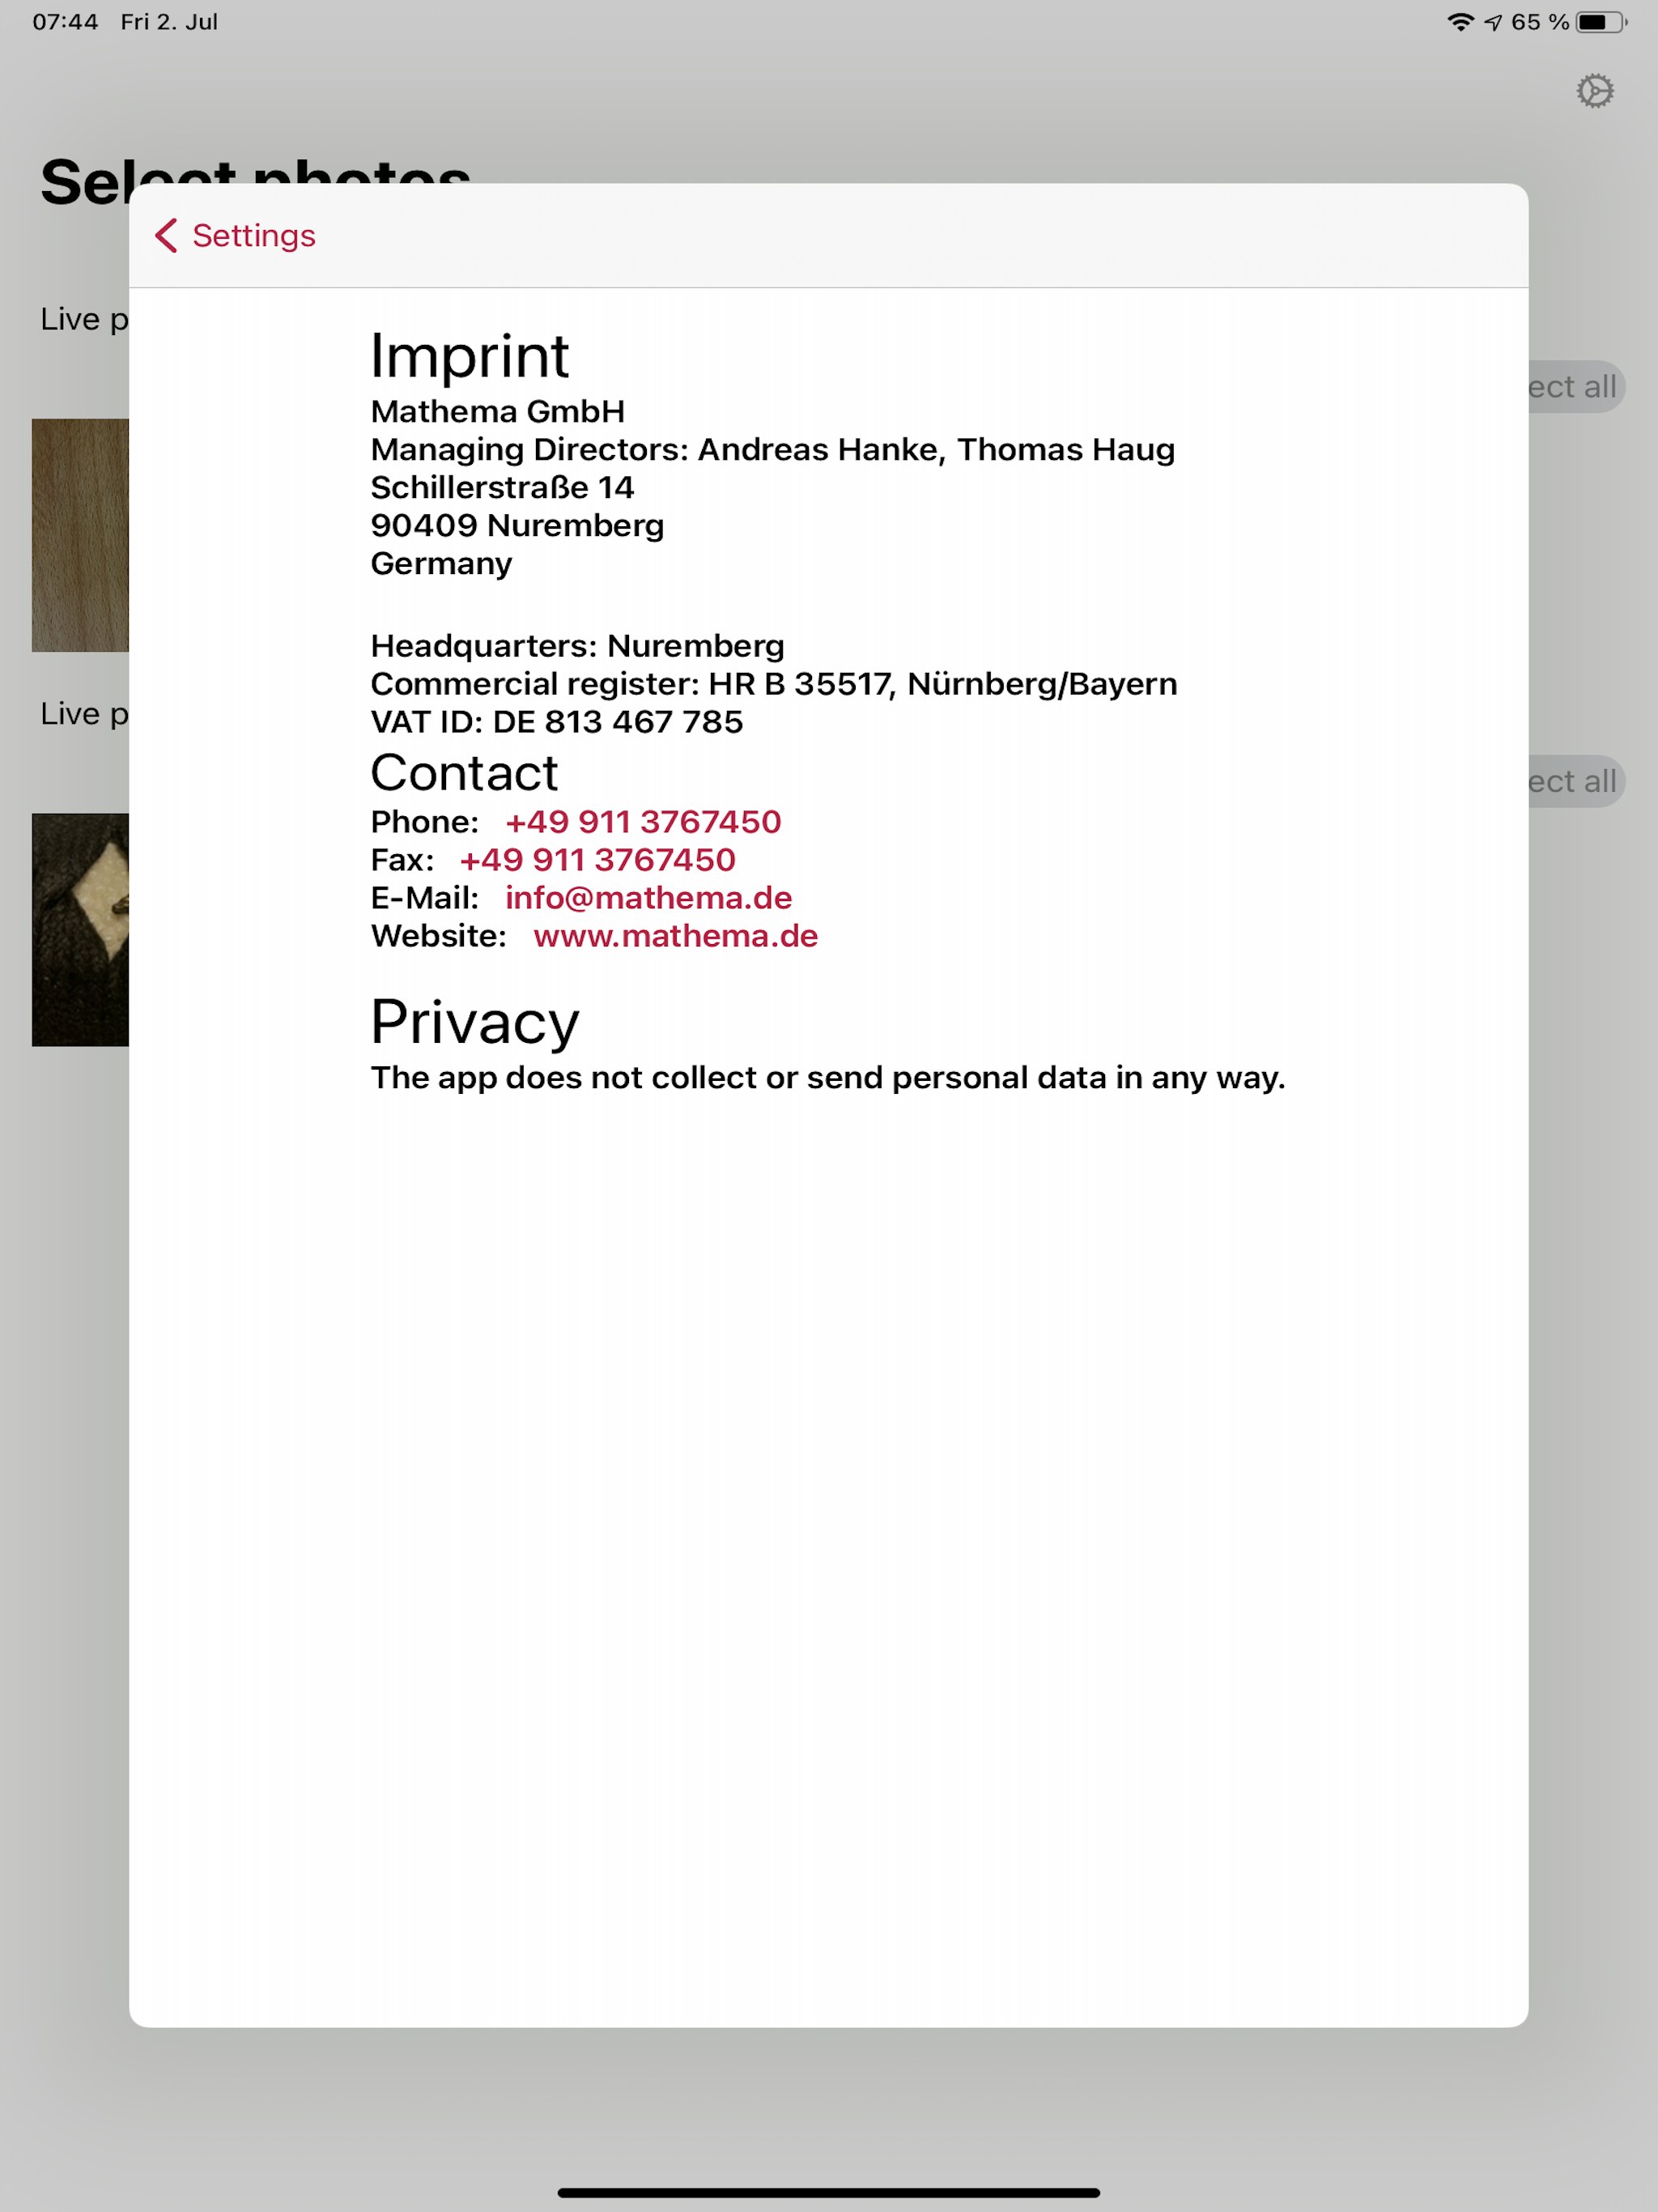 07:44 Fri 2. Jul 65 %
Select photos
Settings
Live p
ect all
Imprint
Mathema GmbH
Managing Directors: Andreas Hanke, Thomas Haug
Schillerstraße 14
90409 Nuremberg
Germany
Headquarters: Nuremberg
Commercial register: HR B 35517, Nürnberg/Bayern
VAT ID: DE 813 467 785
Live p
ect all
Contact
Phone: +49 911 3767450
Fax: +49 911 3767450
E-Mail: info@mathema.de
Website: www.mathema.de
Privacy
The app does not collect or send personal data in any way.